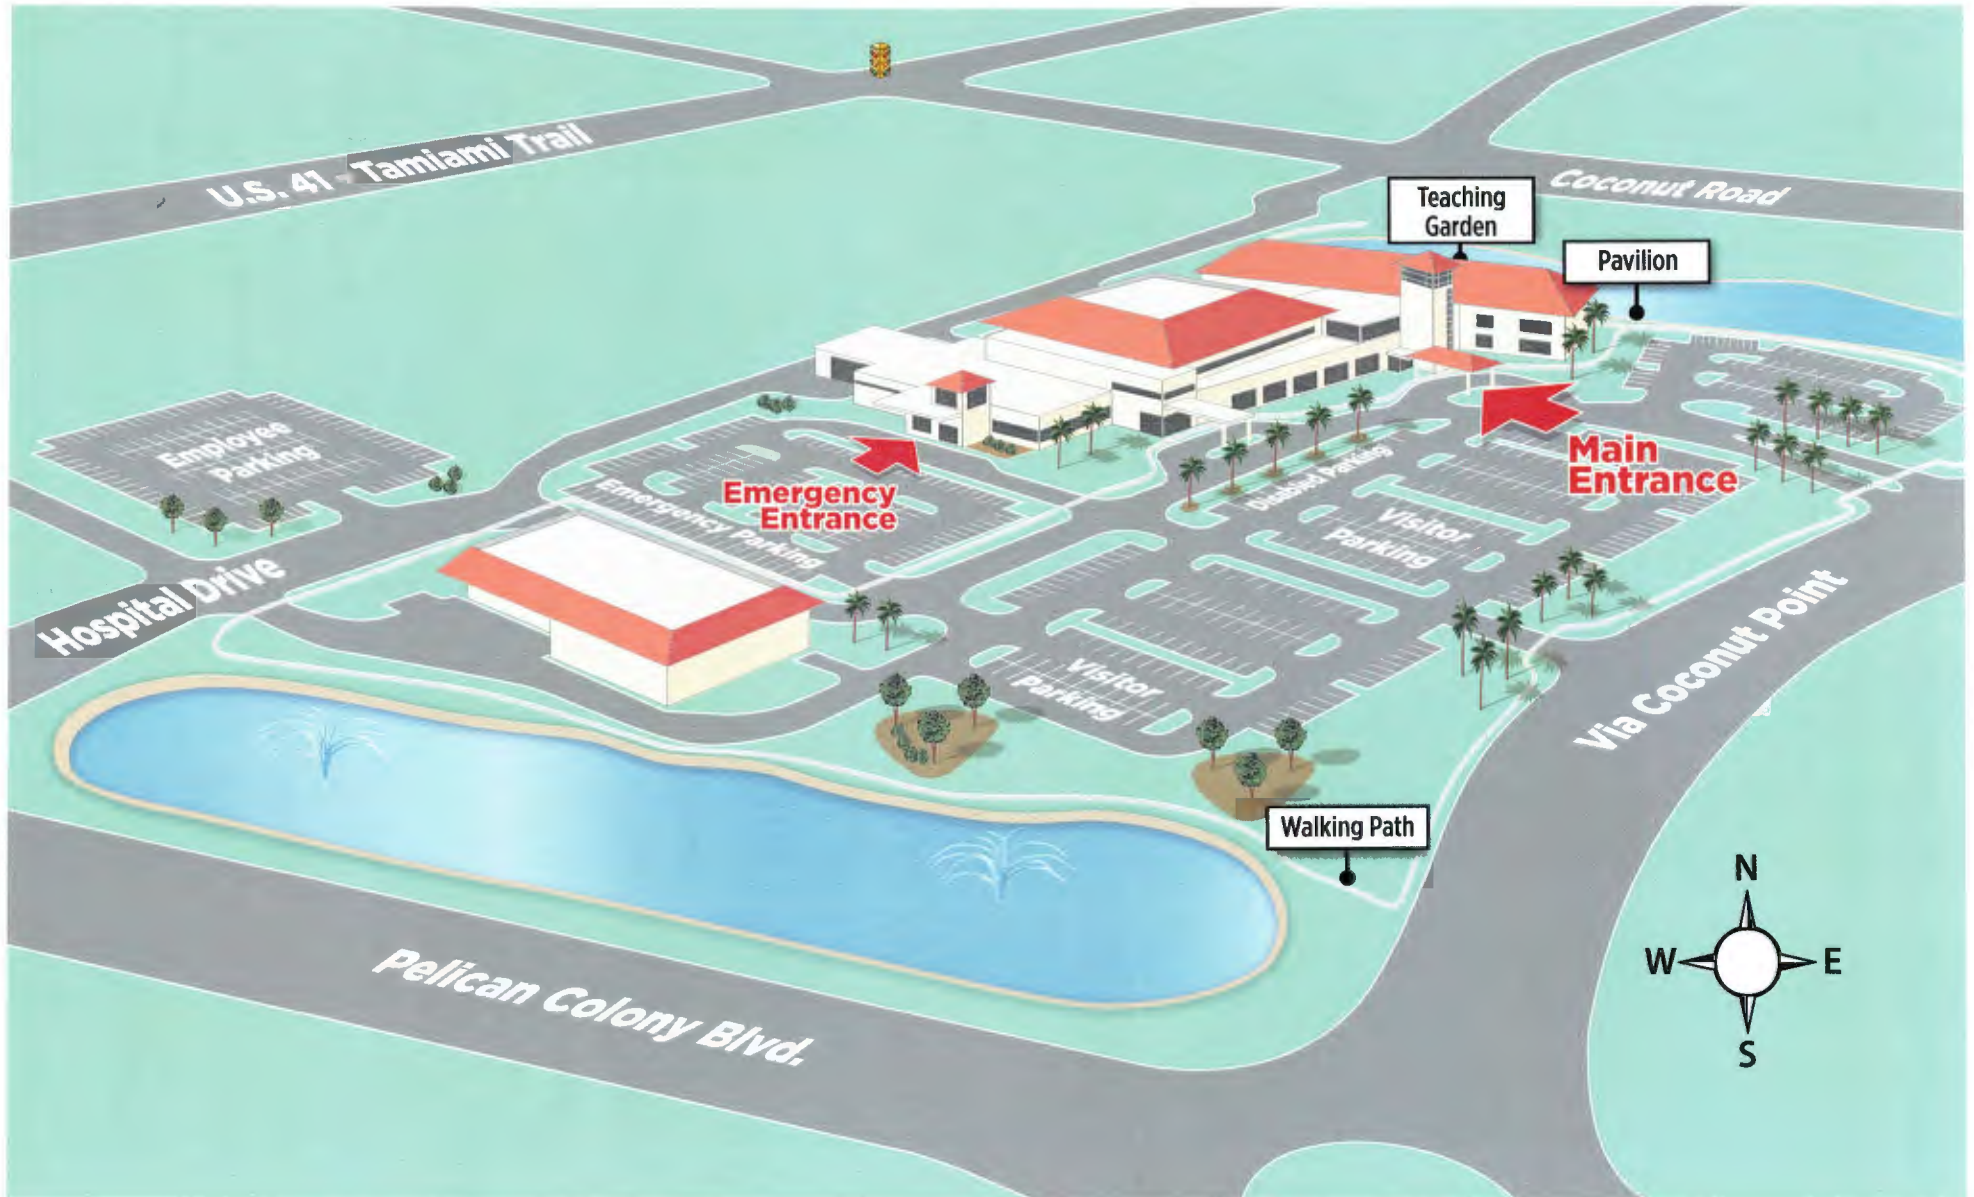 U.S. 41 - Tamiami Trail
Coconut Road
Teaching
Garden
Pavilion
Employee
Parking
Main
Entrance
Emergency
Entrance
Emergency Parking
Disabled Parking
Visitor
Parking
Hospital Drive
Visitor
Parking
Via Coconut Point
Walking Path
Pelican Colony Blvd.
N
W
E
S